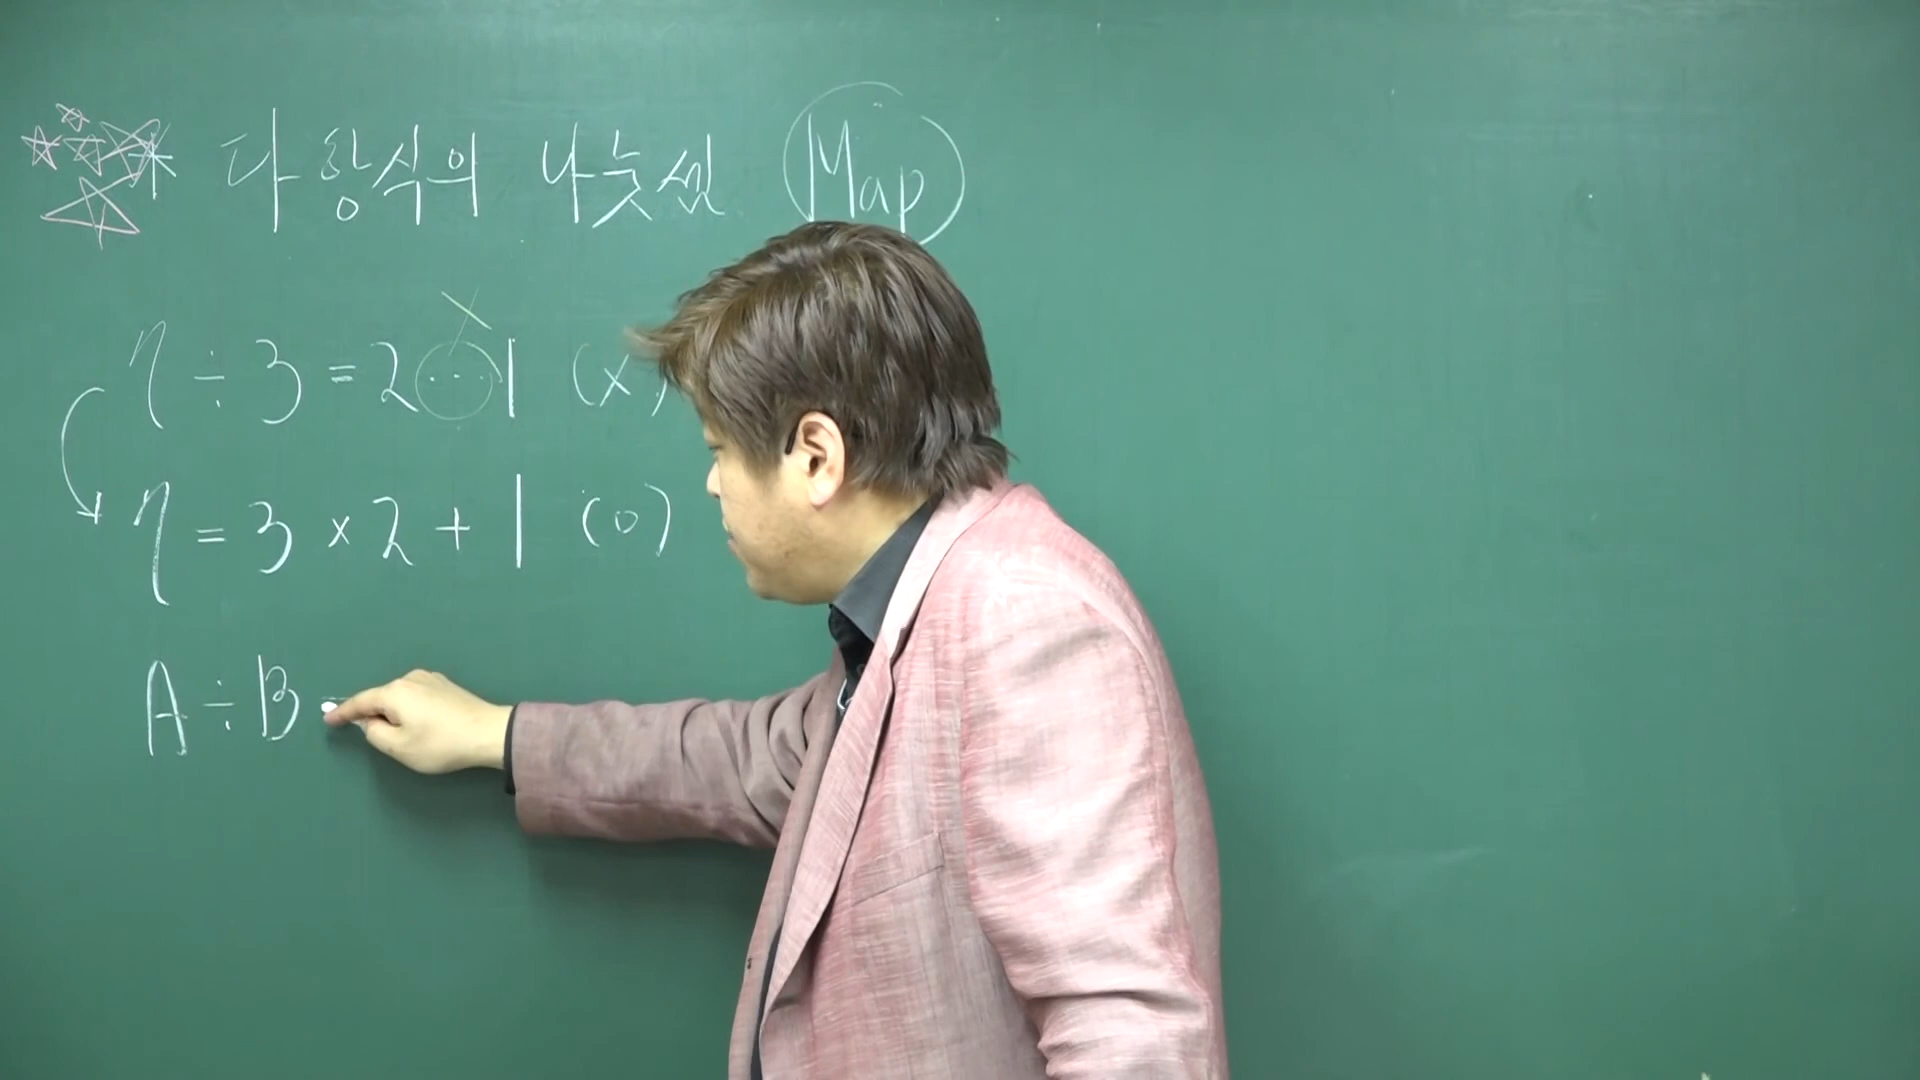 * 다항식의 나눗셈 Map
7 ÷ 3 = 2 ··· 1 (x)
7 = 3 × 2 + 1 (o)
A ÷ B =